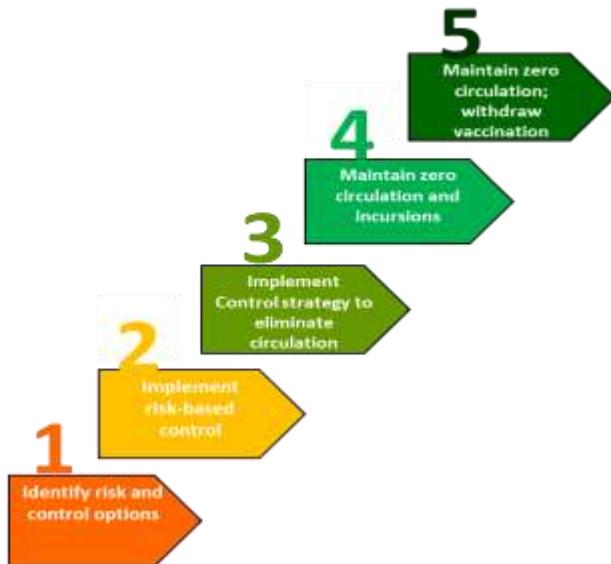 5
Maintain zero
circulation;
withdraw
vaccination
4
Maintain zero
circulation and
incursions
3
Implement
Control strategy to
eliminate
circulation
2
Implement
risk-based
control
1
Identify risk and
control options